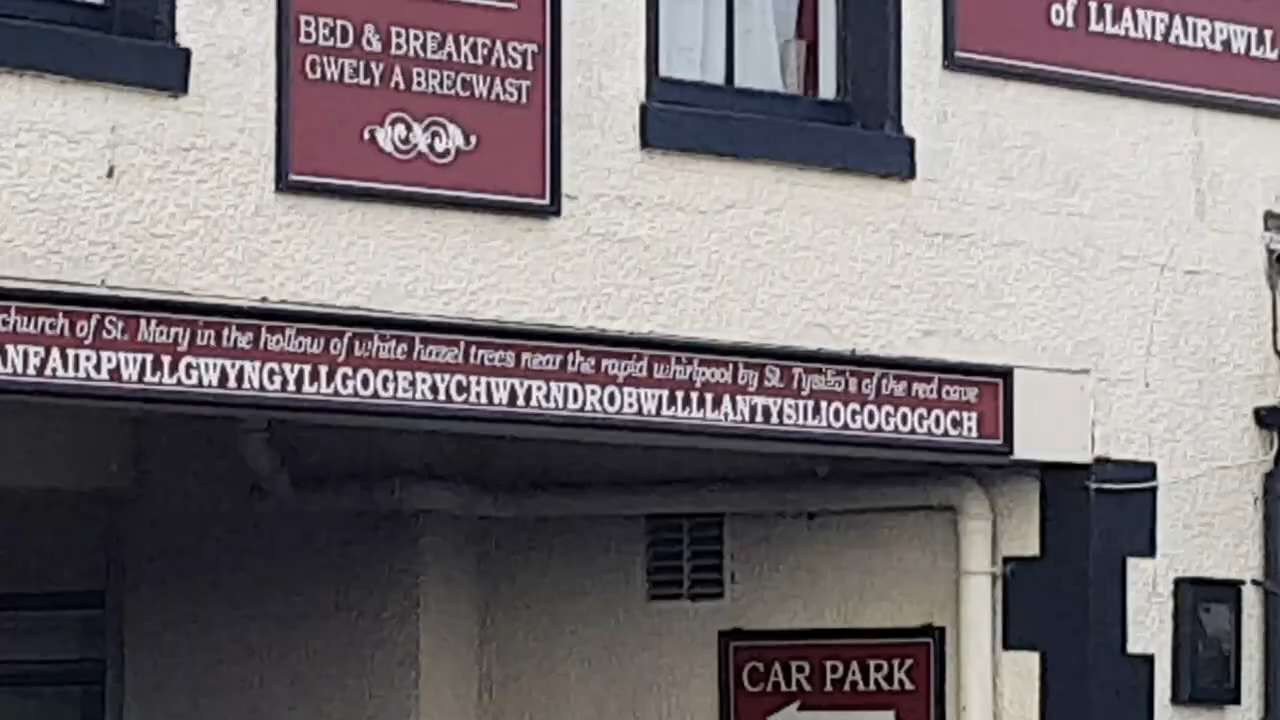 BED & BREAKFAST
GWELY A BRECWAST
of LLANFAIRPWLL
church of St. Mary in the hollow of white hazel trees near the rapid whirlpool by St. Tysilio's of the red cave
ANFAIRPWLLGWYNGYLLGOGERYCHWYRNDROBWLLLLANTYSILIOGOGOGOCH
CAR PARK